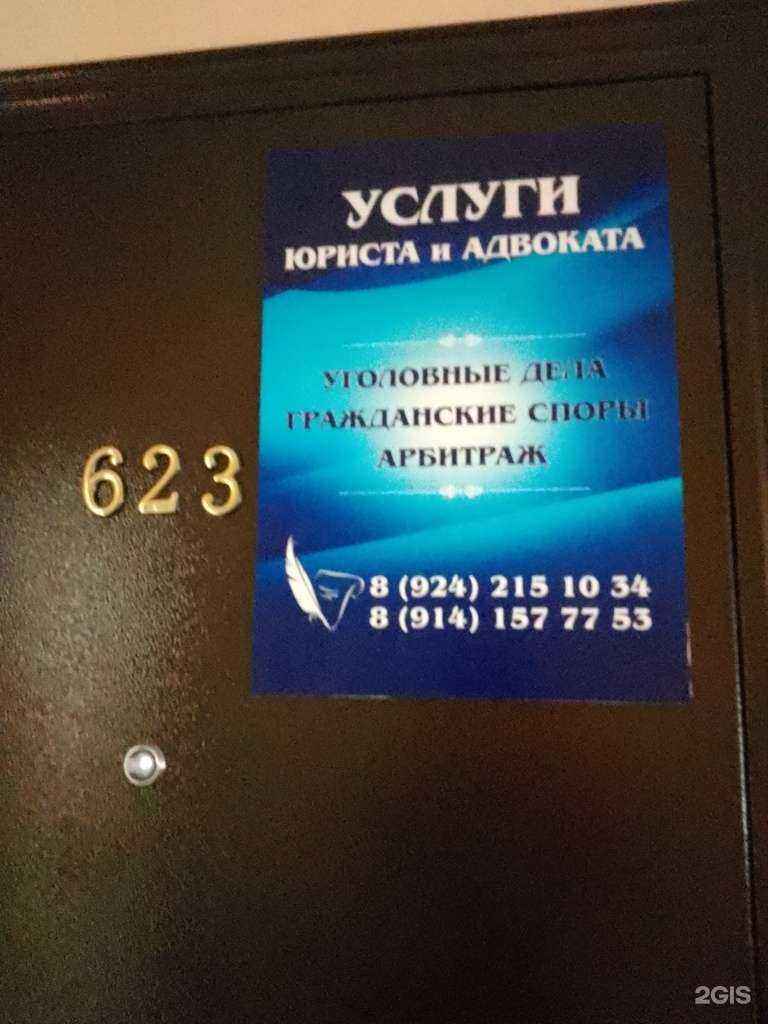 УСЛУГИ
ЮРИСТА и АДВОКАТА
УГОЛОВНЫЕ ДЕЛА
ГРАЖДАНСКИЕ СПОРЫ
АРБИТРАЖ
623
8 (924) 215 10 34
8 (914) 157 77 53
2GIS